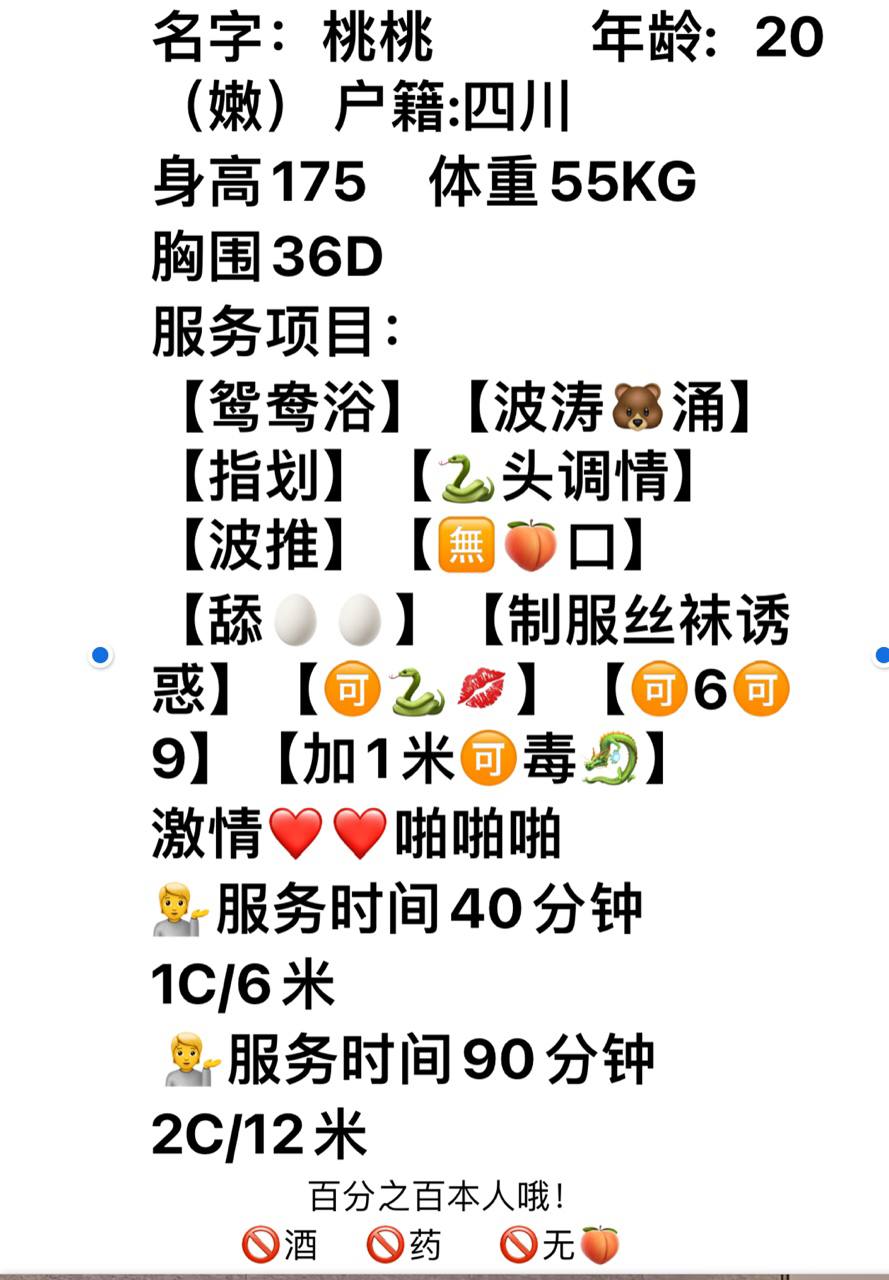 名字：桃桃 年龄: 20
（嫩） 户籍:四川
身高175 体重55KG
胸围36D
服务项目：
【鸳鸯浴】 【波涛🐻涌】
【指划】 【🐍头调情】
【波推】 【🈚🍑口】
【舔🥚🥚】 【制服丝袜诱
惑】 【🉑🐍💋】 【🉑6🉑
9】 【加1米🉑毒🐉】
激情❤️❤️啪啪啪
💁服务时间40分钟
1C/6米
💁服务时间90分钟
2C/12米
百分之百本人哦！
🚫酒 🚫药 🚫无🍑